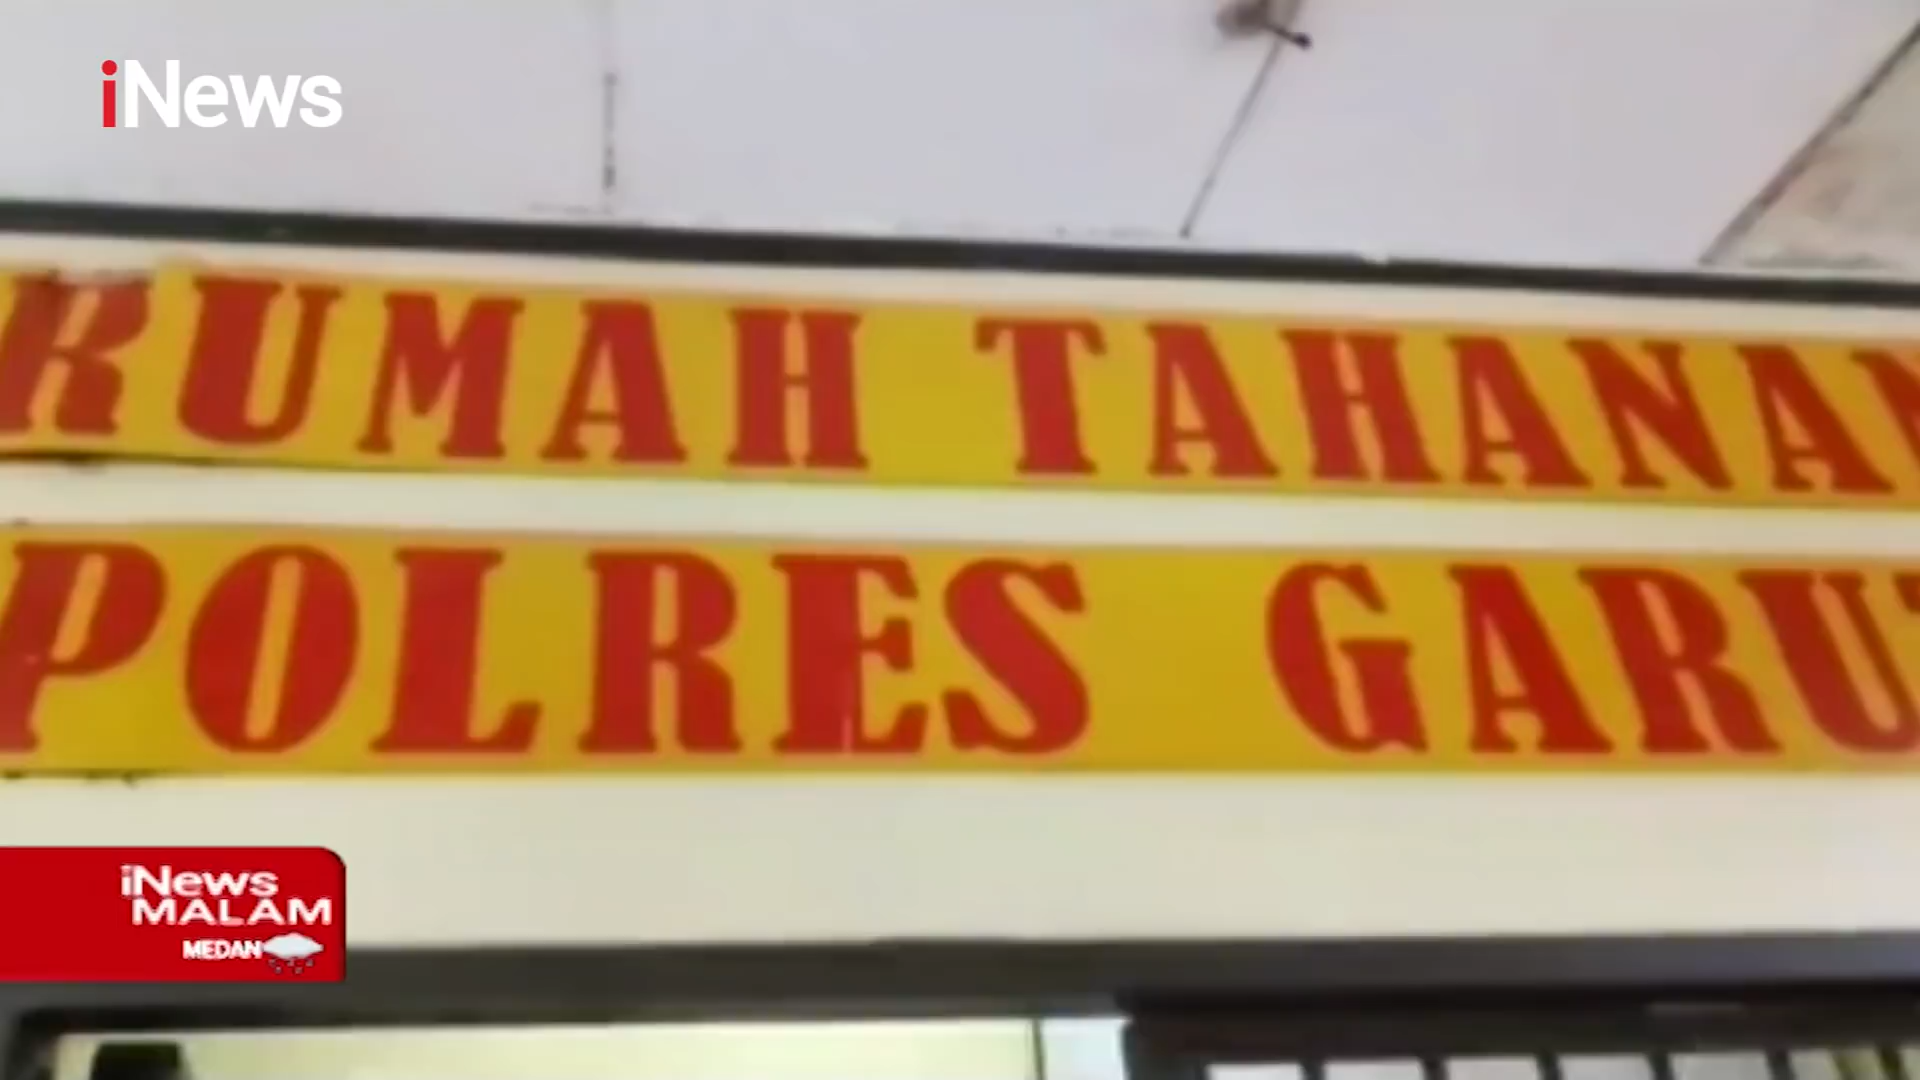 iNews
RUMAH TAHANAN
POLRES GARUT
iNews
MALAM
MEDAN